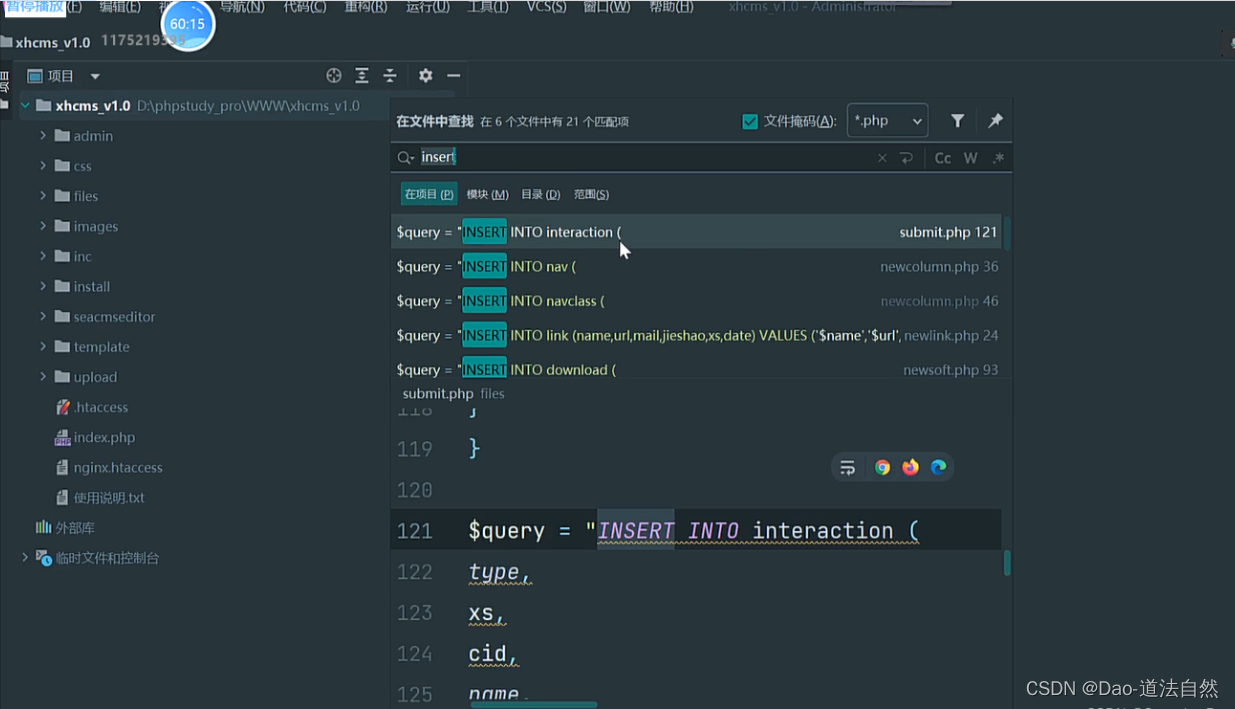 暂停播放(F) 编辑(E) 导航(N) 代码(C) 重构(R) 运行(U) 工具(T) VCS(S) 窗口(W) 帮助(H) xhcms_v1.0 - Administrator
60:15
xhcms_v1.0 1175219395
项目
项目
xhcms_v1.0 D:\phpstudy_pro\WWW\xhcms_v1.0
admin
css
files
images
inc
install
seacmseditor
template
upload
.htaccess
index.php
nginx.htaccess
使用说明.txt
外部库
临时文件和控制台
在文件中查找 在 6 个文件中有 21 个匹配项 文件掩码(A): *.php
insert Cc W .*
在项目 (P) 模块 (M) 目录 (D) 范围(S)
$query = "INSERT INTO interaction ( submit.php 121
$query = "INSERT INTO nav ( newcolumn.php 36
$query = "INSERT INTO navclass ( newcolumn.php 46
$query = "INSERT INTO link (name,url,mail,jieshao,xs,date) VALUES ('$name','$url', newlink.php 24
$query = "INSERT INTO download ( newsoft.php 93
submit.php files
118 }
119 }
120
121 $query = "INSERT INTO interaction (
122 type,
123 xs,
124 cid,
125 name,
CSDN @Dao-道法自然